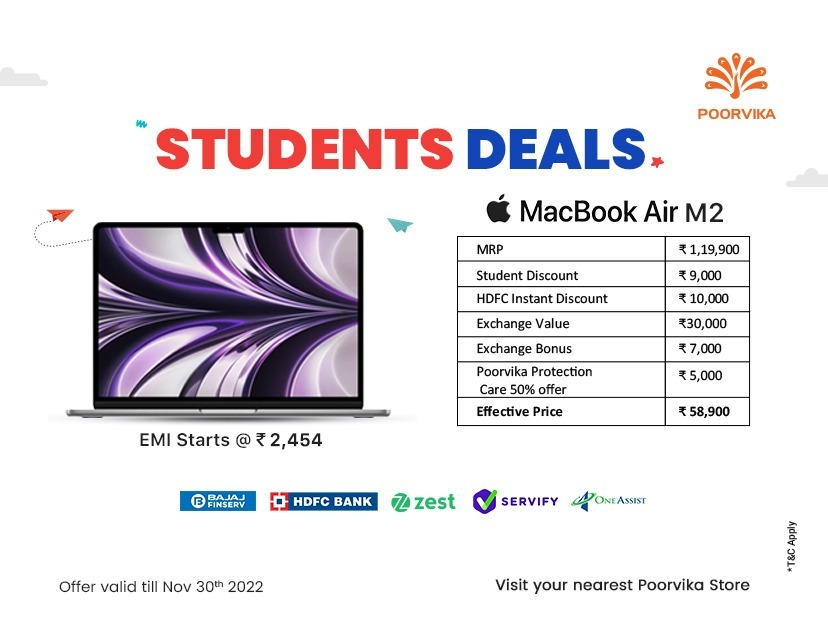 POORVIKA
STUDENTS DEALS
MacBook Air M2
MRP ₹ 1,19,900
Student Discount ₹ 9,000
HDFC Instant Discount ₹ 10,000
Exchange Value ₹30,000
Exchange Bonus ₹ 7,000
Poorvika Protection
Care 50% offer ₹ 5,000
Effective Price ₹ 58,900
EMI Starts @ ₹ 2,454
BAJAJ
FINSERV
HDFC BANK
zest
SERVIFY
ONEASSIST
*T&C Apply
Offer valid till Nov 30th 2022
Visit your nearest Poorvika Store